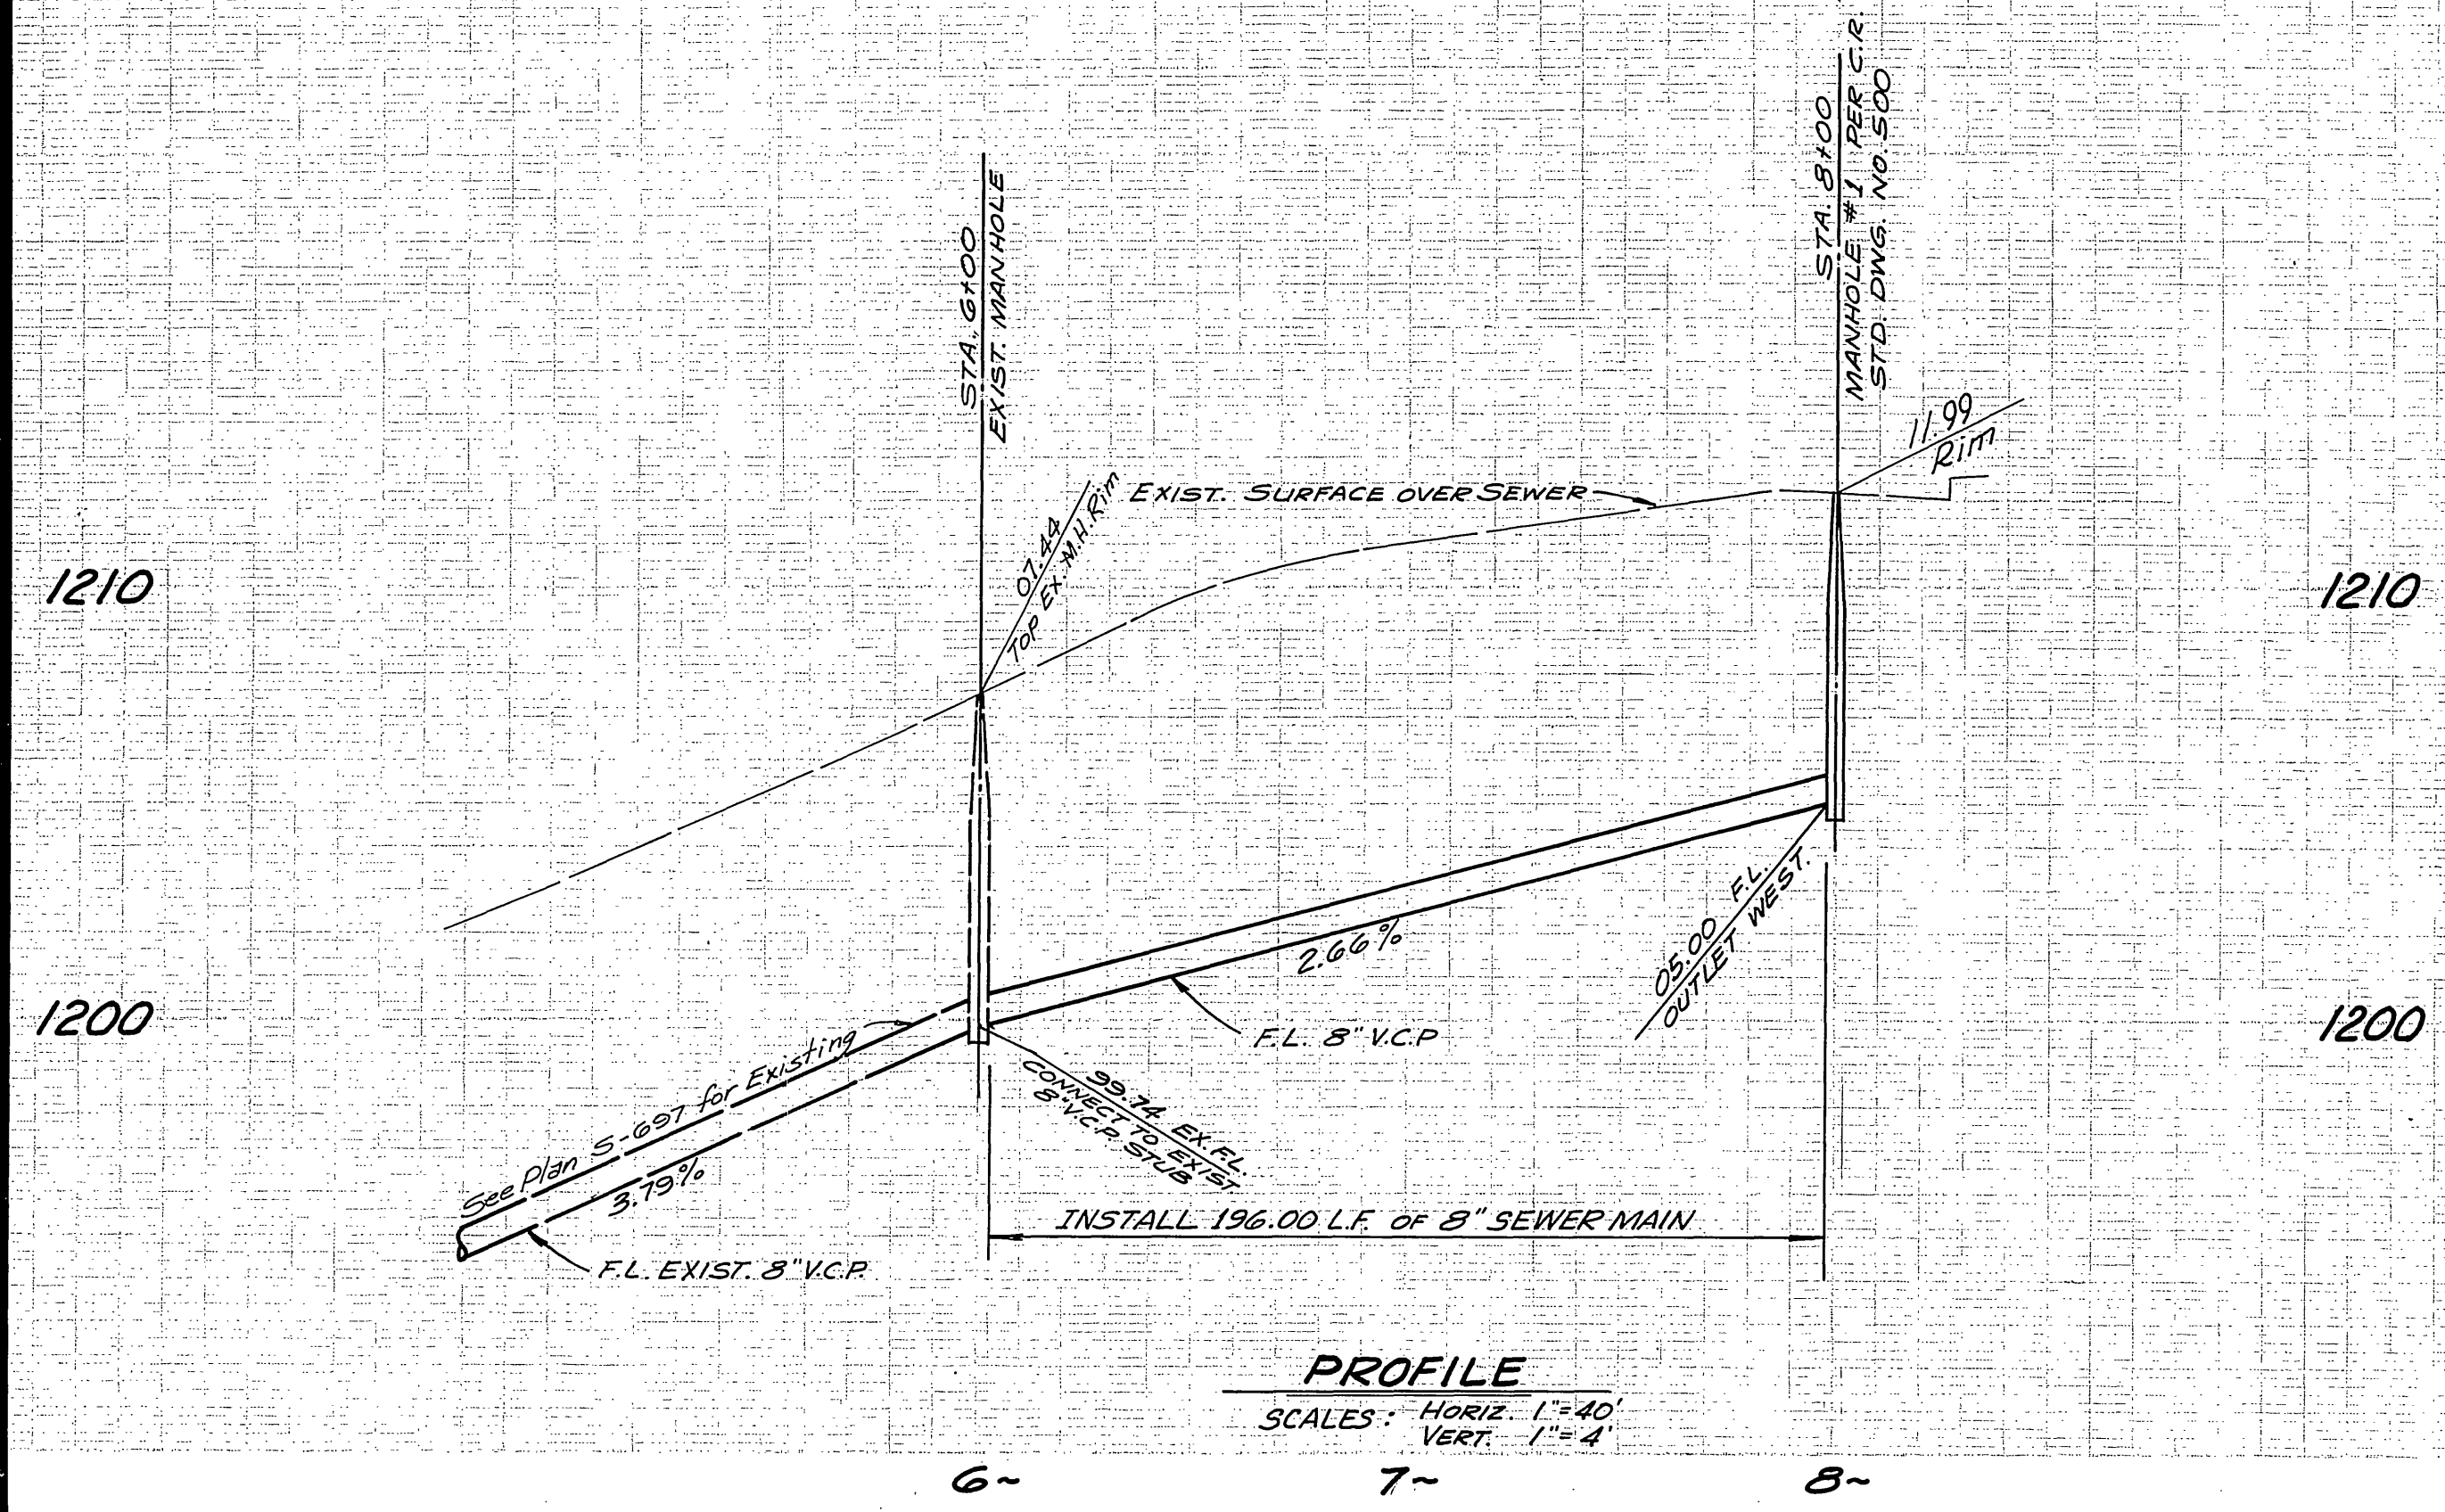 STA. 6+00
EXIST. MANHOLE
STA. 8+00
MANHOLE #1 PER C.R.
STD. DWG. NO. 500
11.99
Rim
07.44
TOP EX. M.H. Rim
EXIST. SURFACE OVER SEWER
1210
1210
1200
1200
2.66%
F.L. 8" V.C.P
05.00 F.L.
OUTLET WEST.
See Plan S-697 for Existing
3.79%
F.L. EXIST. 8" V.C.P.
99.74 EX. F.L.
CONNECT TO EXIST
8" V.C.P. STUB
INSTALL 196.00 L.F. OF 8" SEWER MAIN
PROFILE
SCALES: HORIZ. 1"=40'
VERT. 1"=4'
6~ 7~ 8~